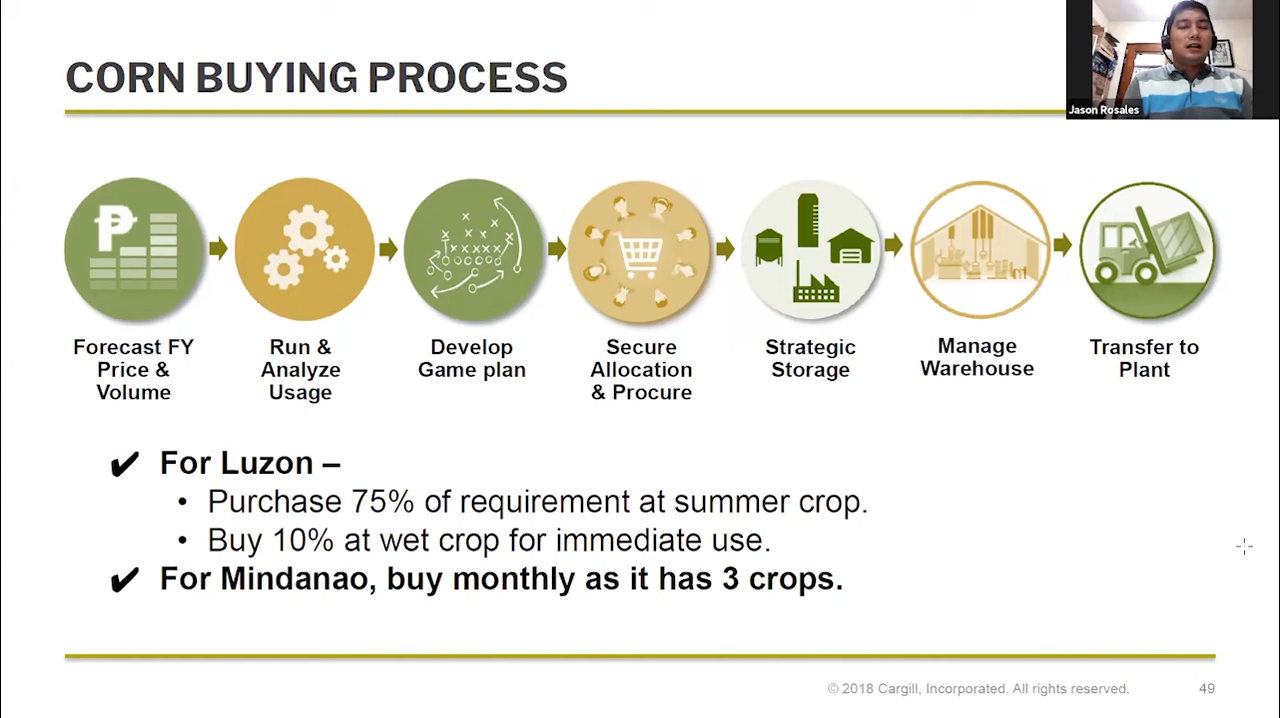 CORN BUYING PROCESS
Jason Rosales
₱
Forecast FY
Price &
Volume
Run &
Analyze
Usage
Develop
Game plan
Secure
Allocation
& Procure
Strategic
Storage
Manage
Warehouse
Transfer to
Plant
✔ For Luzon –
• Purchase 75% of requirement at summer crop.
• Buy 10% at wet crop for immediate use.
✔ For Mindanao, buy monthly as it has 3 crops.
© 2018 Cargill, Incorporated. All rights reserved.
49